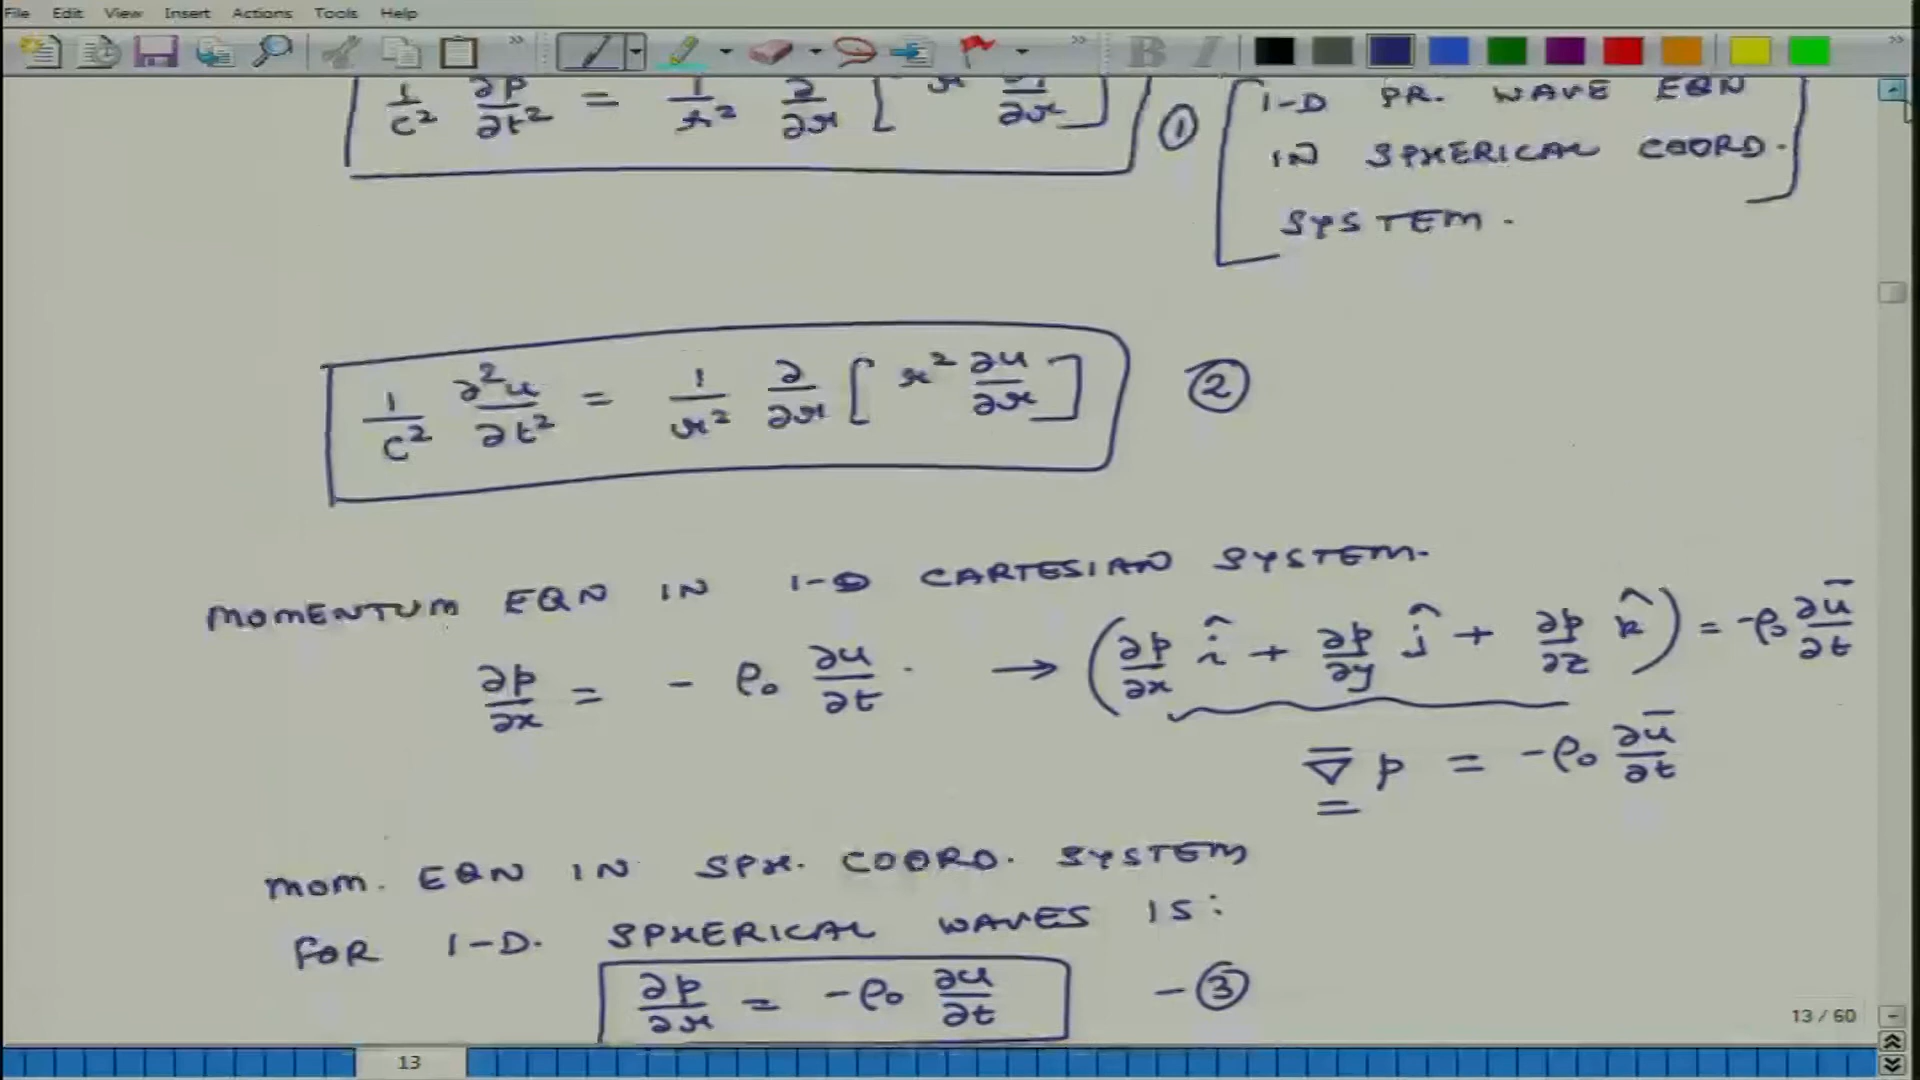 File Edit View Insert Actions Tools Help
B I
1/c² ∂p/∂t² = 1/r² ∂/∂r [ r ∂r ] ①
1-D PR. WAVE EQN
IN SPHERICAL COORD.
SYSTEM.
1/c² ∂²u/∂t² = 1/r² ∂/∂r [ r² ∂u/∂r ] ②
MOMENTUM EQN IN 1-D CARTESIAN SYSTEM.
∂p/∂x = - ρ₀ ∂u/∂t . → (∂p/∂x î + ∂p/∂y ĵ + ∂p/∂z k̂) = -ρ₀ ∂ū/∂t
∇̄ p = -ρ₀ ∂ū/∂t
MOM. EQN IN SPH. COORD. SYSTEM
FOR 1-D. SPHERICAL WAVES IS:
∂p/∂r = -ρ₀ ∂u/∂t - ③
13 / 60
13